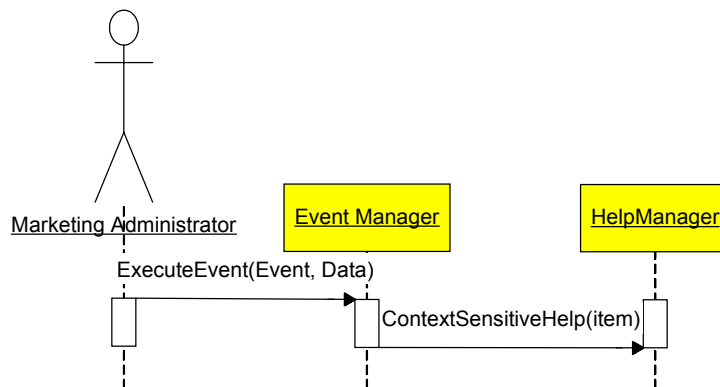 Marketing Administrator
Event Manager
HelpManager
ExecuteEvent(Event, Data)
ContextSensitiveHelp(item)